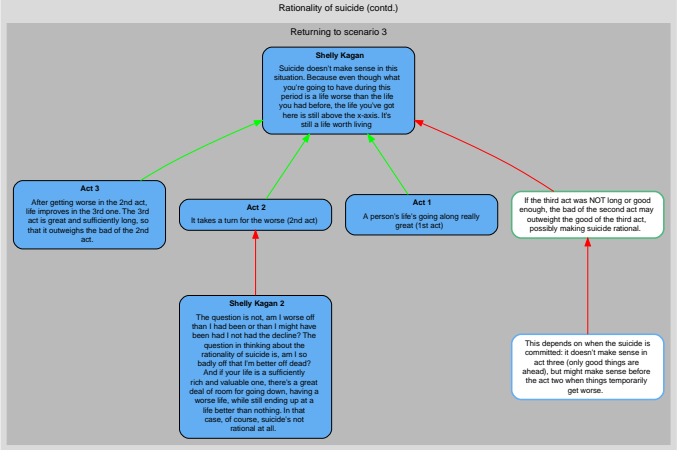 Rationality of suicide (contd.)
Returning to scenario 3
Shelly Kagan
Suicide doesn't make sense in this
situation. Because even though what
you're going to have during this
period is a life worse than the life
you had before, the life you've got
here is still above the x-axis. It's
still a life worth living
Act 3
After getting worse in the 2nd act,
life improves in the 3rd one. The 3rd
act is great and sufficiently long, so
that it outweighs the bad of the 2nd
act.
Act 2
It takes a turn for the worse (2nd act)
Act 1
A person's life's going along really
great (1st act)
If the third act was NOT long or good
enough, the bad of the second act may
outweight the good of the third act,
possibly making suicide rational.
Shelly Kagan 2
The question is not, am I worse off
than I had been or than I might have
been had I not had the decline? The
question in thinking about the
rationality of suicide is, am I so
badly off that I'm better off dead?
And if your life is a sufficiently
rich and valuable one, there's a great
deal of room for going down, having a
worse life, while still ending up at a
life better than nothing. In that
case, of course, suicide's not
rational at all.
This depends on when the suicide is
committed: it doesn't make sense in
act three (only good things are
ahead), but might make sense before
the act two when things temporarily
get worse.